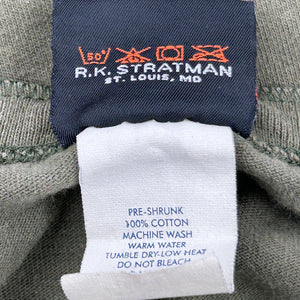 50°
R.K. STRATMAN
ST. LOUIS, MO
PRE-SHRUNK
100% COTTON
MACHINE WASH
WARM WATER
TUMBLE DRY-LOW HEAT
DO NOT BLEACH